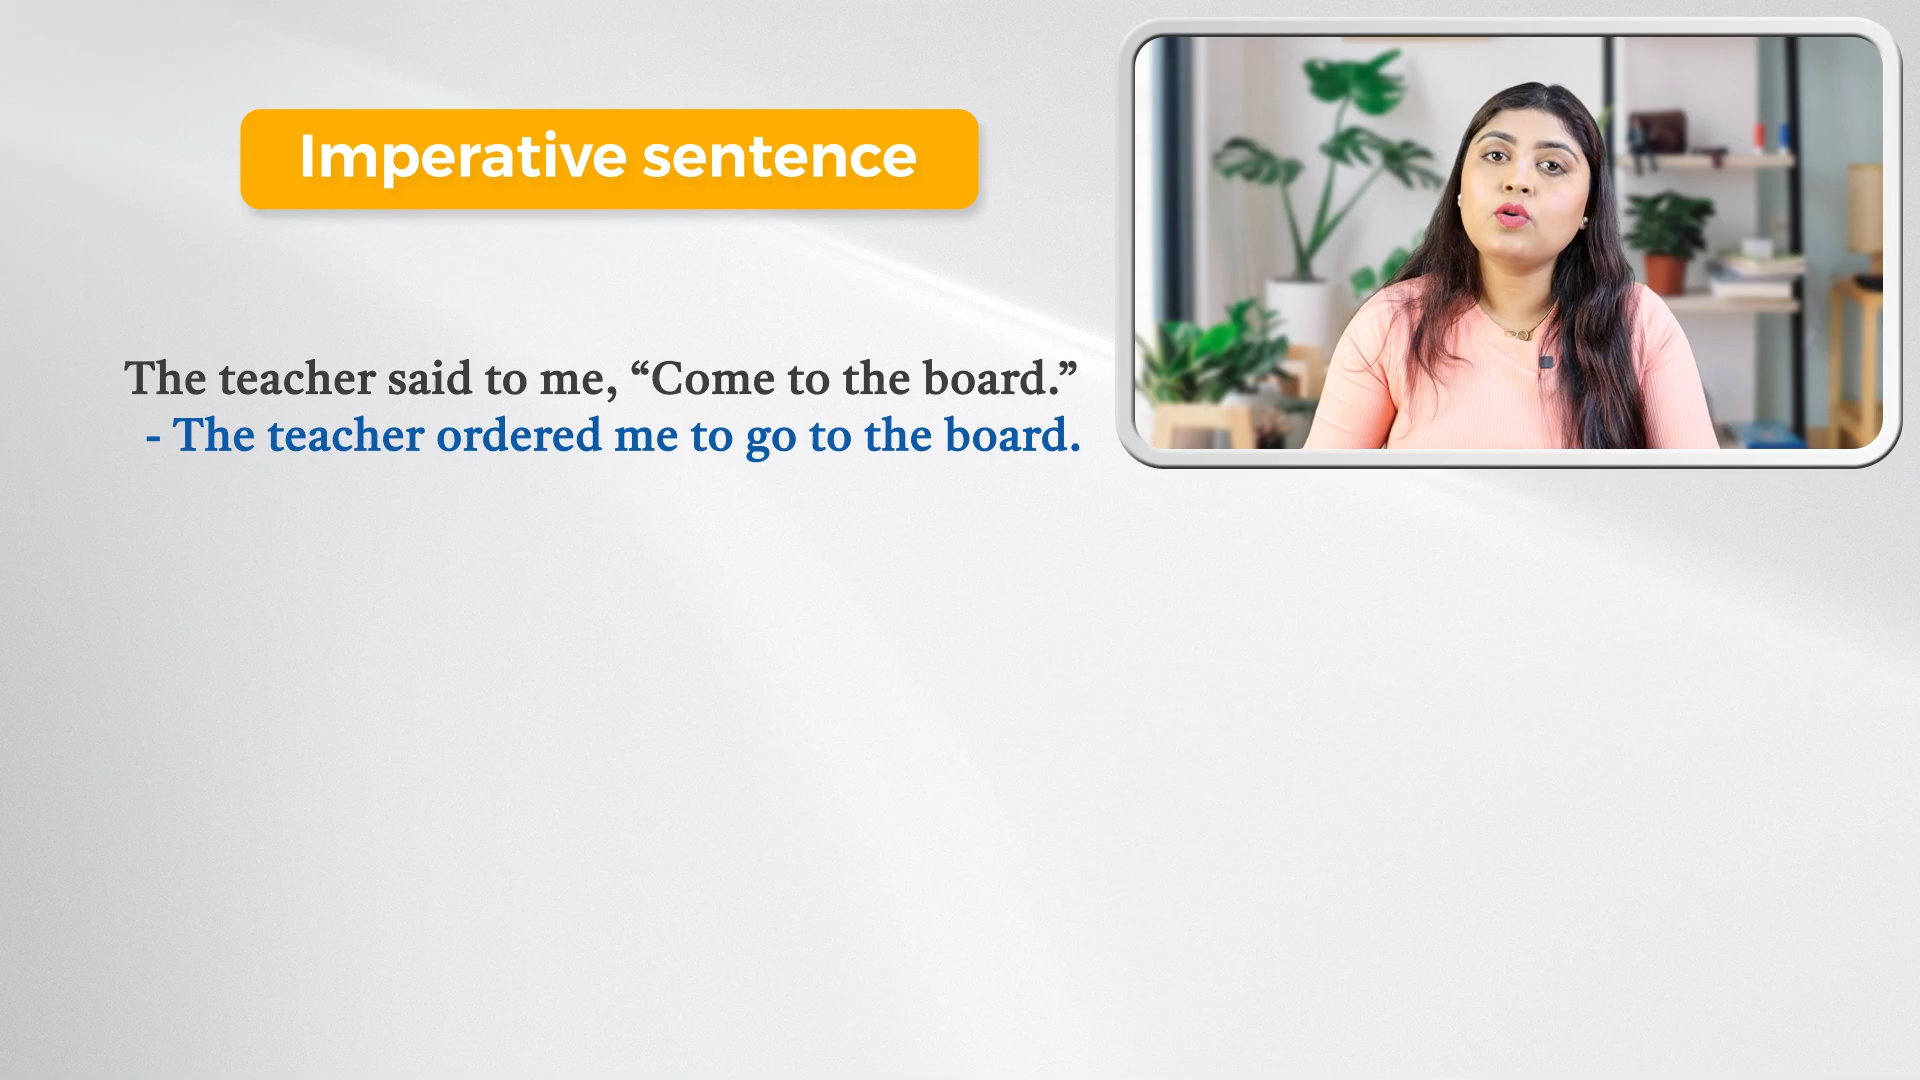 Imperative sentence
The teacher said to me, “Come to the board.”
- The teacher ordered me to go to the board.